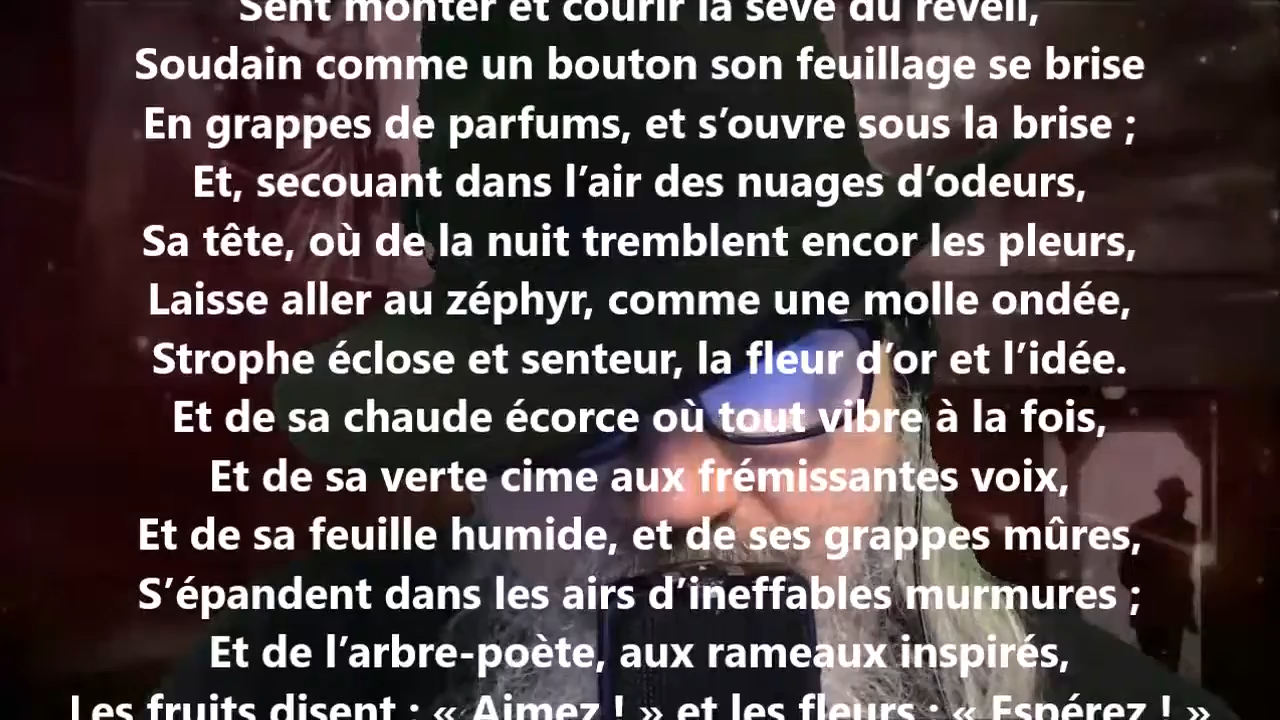 Sent monter et courir la sève du réveil,
Soudain comme un bouton son feuillage se brise
En grappes de parfums, et s’ouvre sous la brise ;
Et, secouant dans l’air des nuages d’odeurs,
Sa tête, où de la nuit tremblent encor les pleurs,
Laisse aller au zéphyr, comme une molle ondée,
Strophe éclose et senteur, la fleur d’or et l’idée.
Et de sa chaude écorce où tout vibre à la fois,
Et de sa verte cime aux frémissantes voix,
Et de sa feuille humide, et de ses grappes mûres,
S’épandent dans les airs d’ineffables murmures ;
Et de l’arbre-poète, aux rameaux inspirés,
Les fruits disent : « Aimez ! » et les fleurs : « Espérez ! »